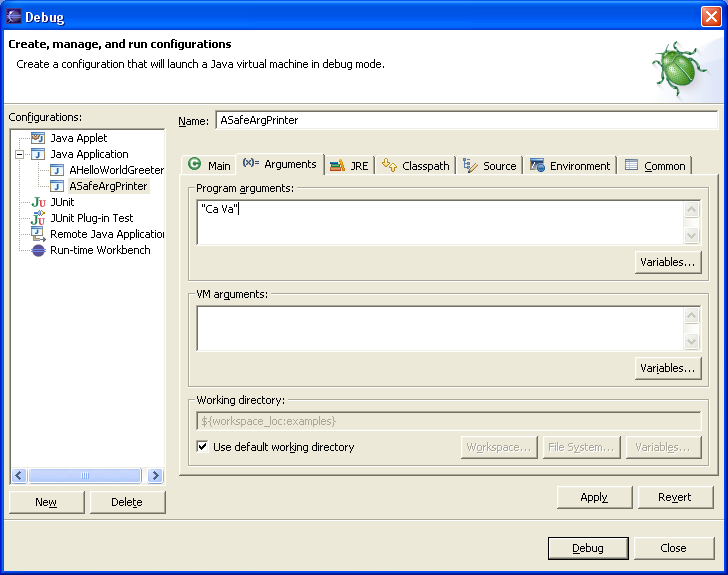 Debug
Create, manage, and run configurations
Create a configuration that will launch a Java virtual machine in debug mode.
Configurations:
Java Applet
Java Application
AHelloWorldGreeter
ASafeArgPrinter
JUnit
JUnit Plug-in Test
Remote Java Application
Run-time Workbench
New
Delete
Name: ASafeArgPrinter
Main (x)= Arguments JRE Classpath Source Environment Common
Program arguments:
"Ca Va"
Variables...
VM arguments:
Variables...
Working directory:
${workspace_loc:examples}
Use default working directory
Workspace... File System... Variables...
Apply Revert
Debug Close